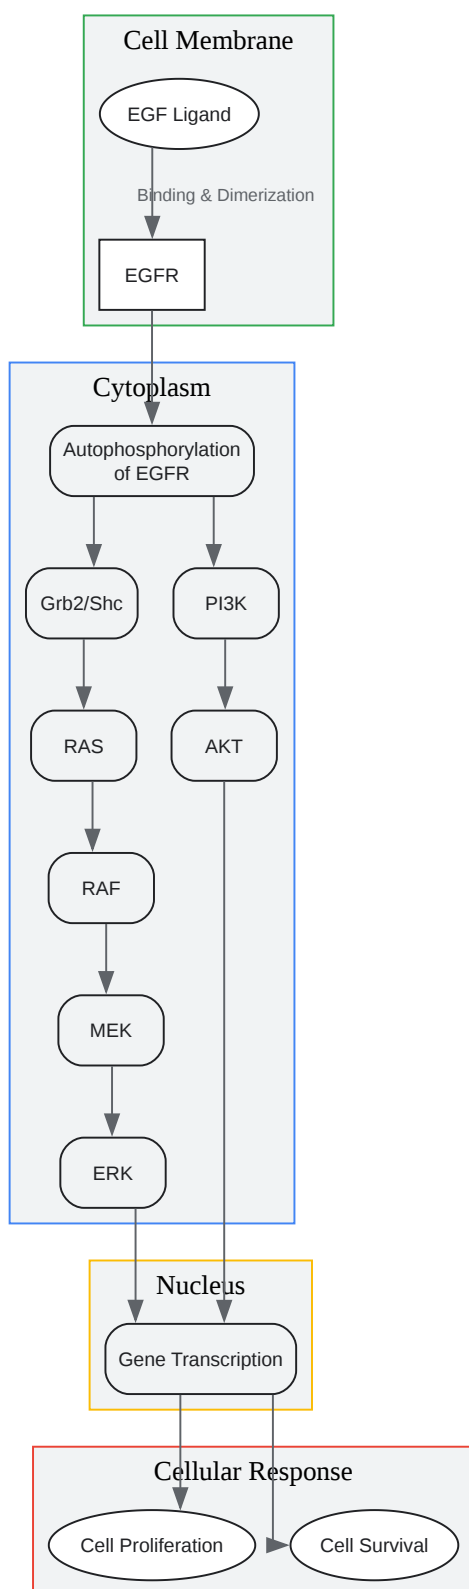 Cell Membrane
EGF Ligand
Binding & Dimerization
EGFR
Cytoplasm
Autophosphorylation
of EGFR
Grb2/Shc
PI3K
RAS
AKT
RAF
MEK
ERK
Nucleus
Gene Transcription
Cellular Response
Cell Proliferation
Cell Survival